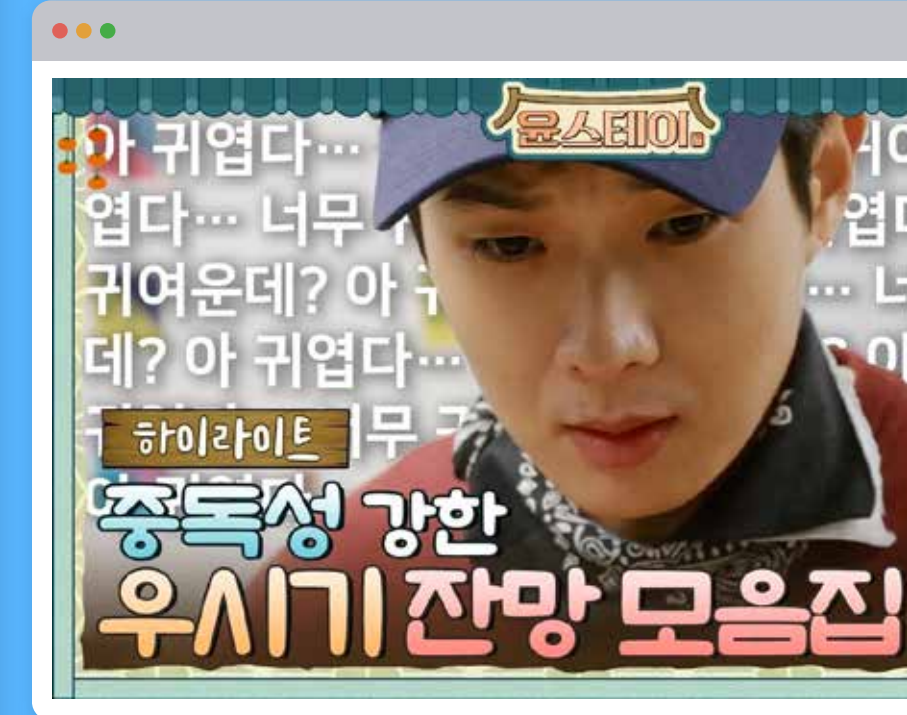 윤스테이
아 귀엽다…
엽다… 너무
귀여운데? 아
데? 아 귀엽다…
하이라이트
중독성 강한
우시기 잔망 모음집